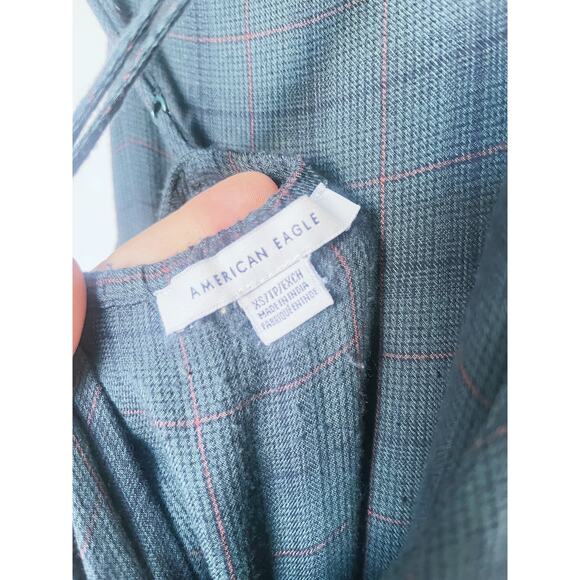 AMERICAN EAGLE
XS/TP/EXCH
MADE IN INDIA
FABRIQUÉ EN INDE